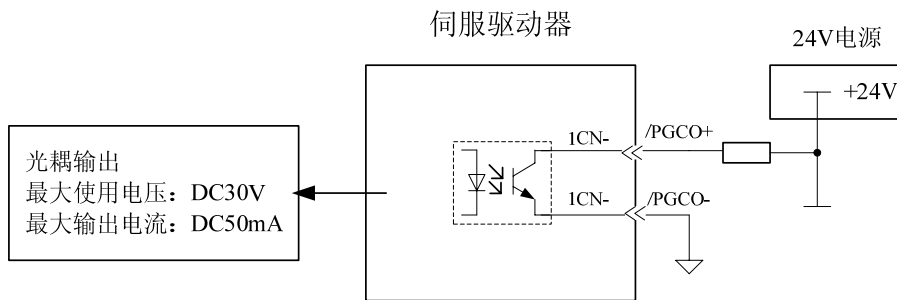 伺服驱动器
24V电源
+24V
1CN-
/PGCO+
光耦输出
最大使用电压：DC30V
最大输出电流：DC50mA
1CN-
/PGCO-